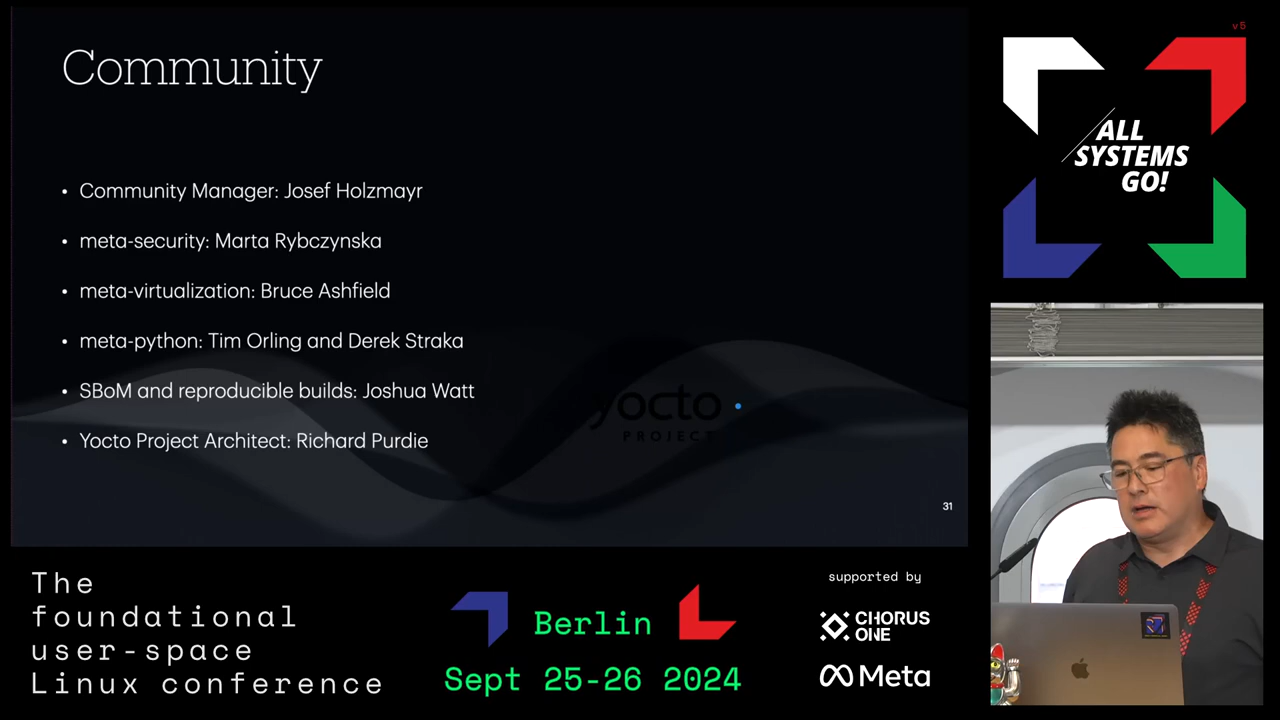 Community
• Community Manager: Josef Holzmayr
• meta-security: Marta Rybczynska
• meta-virtualization: Bruce Ashfield
• meta-python: Tim Orling and Derek Straka
• SBoM and reproducible builds: Joshua Watt
• Yocto Project Architect: Richard Purdie
yocto
PROJECT
31
v5
ALL
SYSTEMS
GO!
The
foundational
user-space
Linux conference
Berlin
Sept 25-26 2024
supported by
CHORUS
ONE
Meta